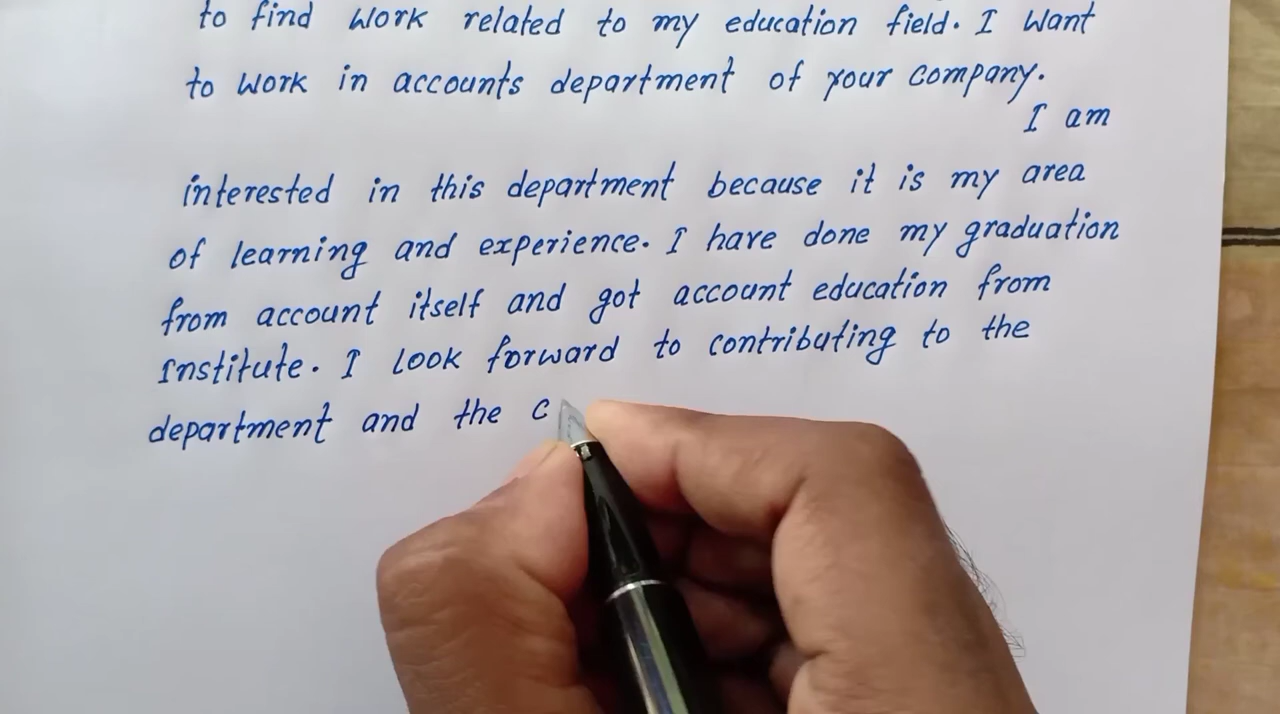 to find work related to my education field. I want
to work in accounts department of your company.
I am
interested in this department because it is my area
of learning and experience. I have done my graduation
from account itself and got account education from
Institute. I look forward to contributing to the
department and the c